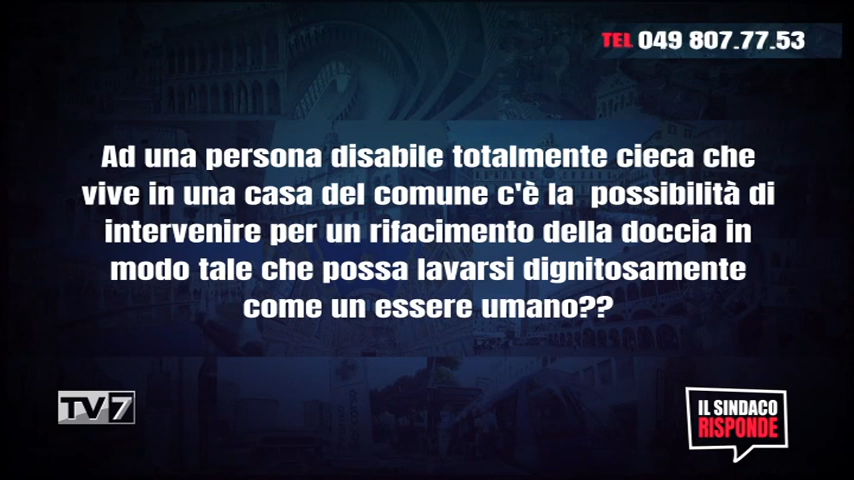 TEL 049 807.77.53
Ad una persona disabile totalmente cieca che
vive in una casa del comune c'è la  possibilità di
intervenire per un rifacimento della doccia in
modo tale che possa lavarsi dignitosamente
come un essere umano??
TV7
IL SINDACO
RISPONDE